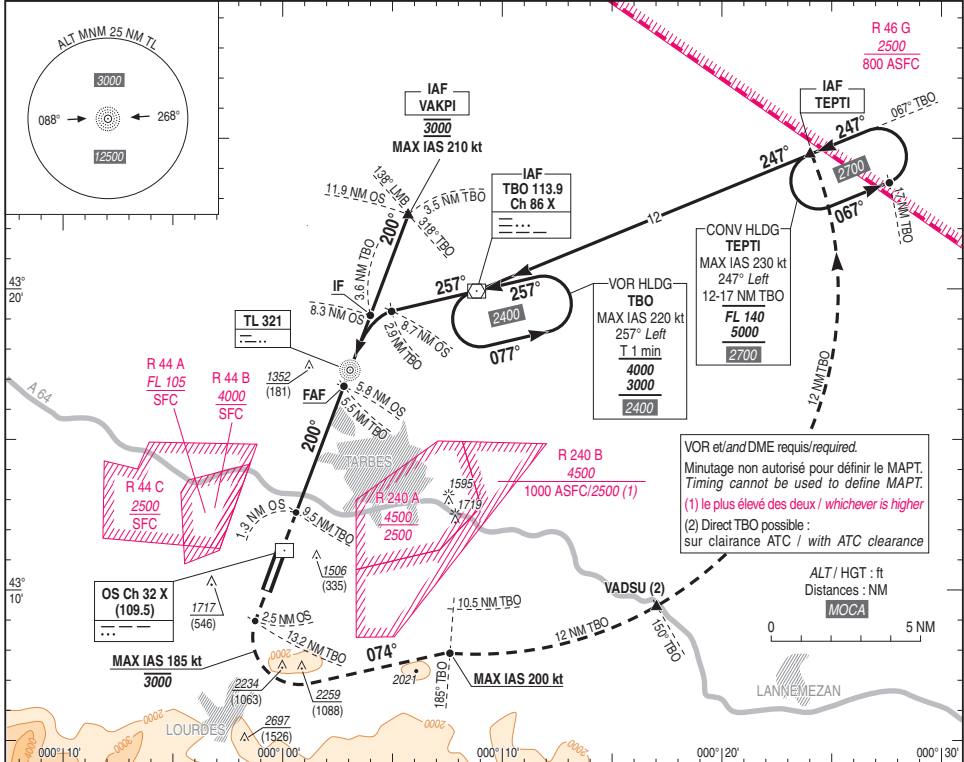 ALT MNM 25 NM TL
3000
088°
268°
12500
R 46 G
2500
800 ASFC
IAF
VAKPI
3000
MAX IAS 210 kt
IAF
TEPTI
067° TBO
247°
247°
2700
067°
17 NM TBO
138° LMB
11.9 NM OS
3.5 NM TBO
318° TBO
200°
IAF
TBO 113.9
Ch 86 X
12
CONV HLDG
TEPTI
MAX IAS 230 kt
247° Left
12-17 NM TBO
FL 140
5000
2700
3.6 NM TBO
43°
20'
IF
8.3 NM OS
257°
257°
2400
077°
8.7 NM OS
2.9 NM TBO
VOR HLDG
TBO
MAX IAS 220 kt
257° Left
T 1 min
4000
3000
2400
TL 321
1352
(181)
FAF
5.8 NM OS
5.5 NM TBO
12 NM TBO
R 44 A
FL 105
SFC
R 44 B
4000
SFC
A 64
200°
TARBES
R 44 C
2500
SFC
R 240 B
4500
1000 ASFC/2500 (1)
R 240 A
4500
2500
1595
1719
VOR et/and DME requis/required.
Minutage non autorisé pour définir le MAPT.
Timing cannot be used to define MAPT.
(1) le plus élevé des deux / whichever is higher
(2) Direct TBO possible :
sur clairance ATC / with ATC clearance
1.3 NM OS
9.5 NM TBO
1506
(335)
43°
10'
OS Ch 32 X
(109.5)
1717
(546)
ALT / HGT : ft
Distances : NM
MOCA
0
5 NM
VADSU (2)
150° TBO
10.5 NM TBO
12 NM TBO
2.5 NM OS
13.2 NM TBO
074°
MAX IAS 185 kt
3000
MAX IAS 200 kt
185° TBO
2000
2234
(1063)
2259
(1088)
2021
2697
(1526)
LOURDES
LANNEMEZAN
2000
3000
2000
2000
2000
000°10'
000°00'
000°10'
000°20'
000°30'